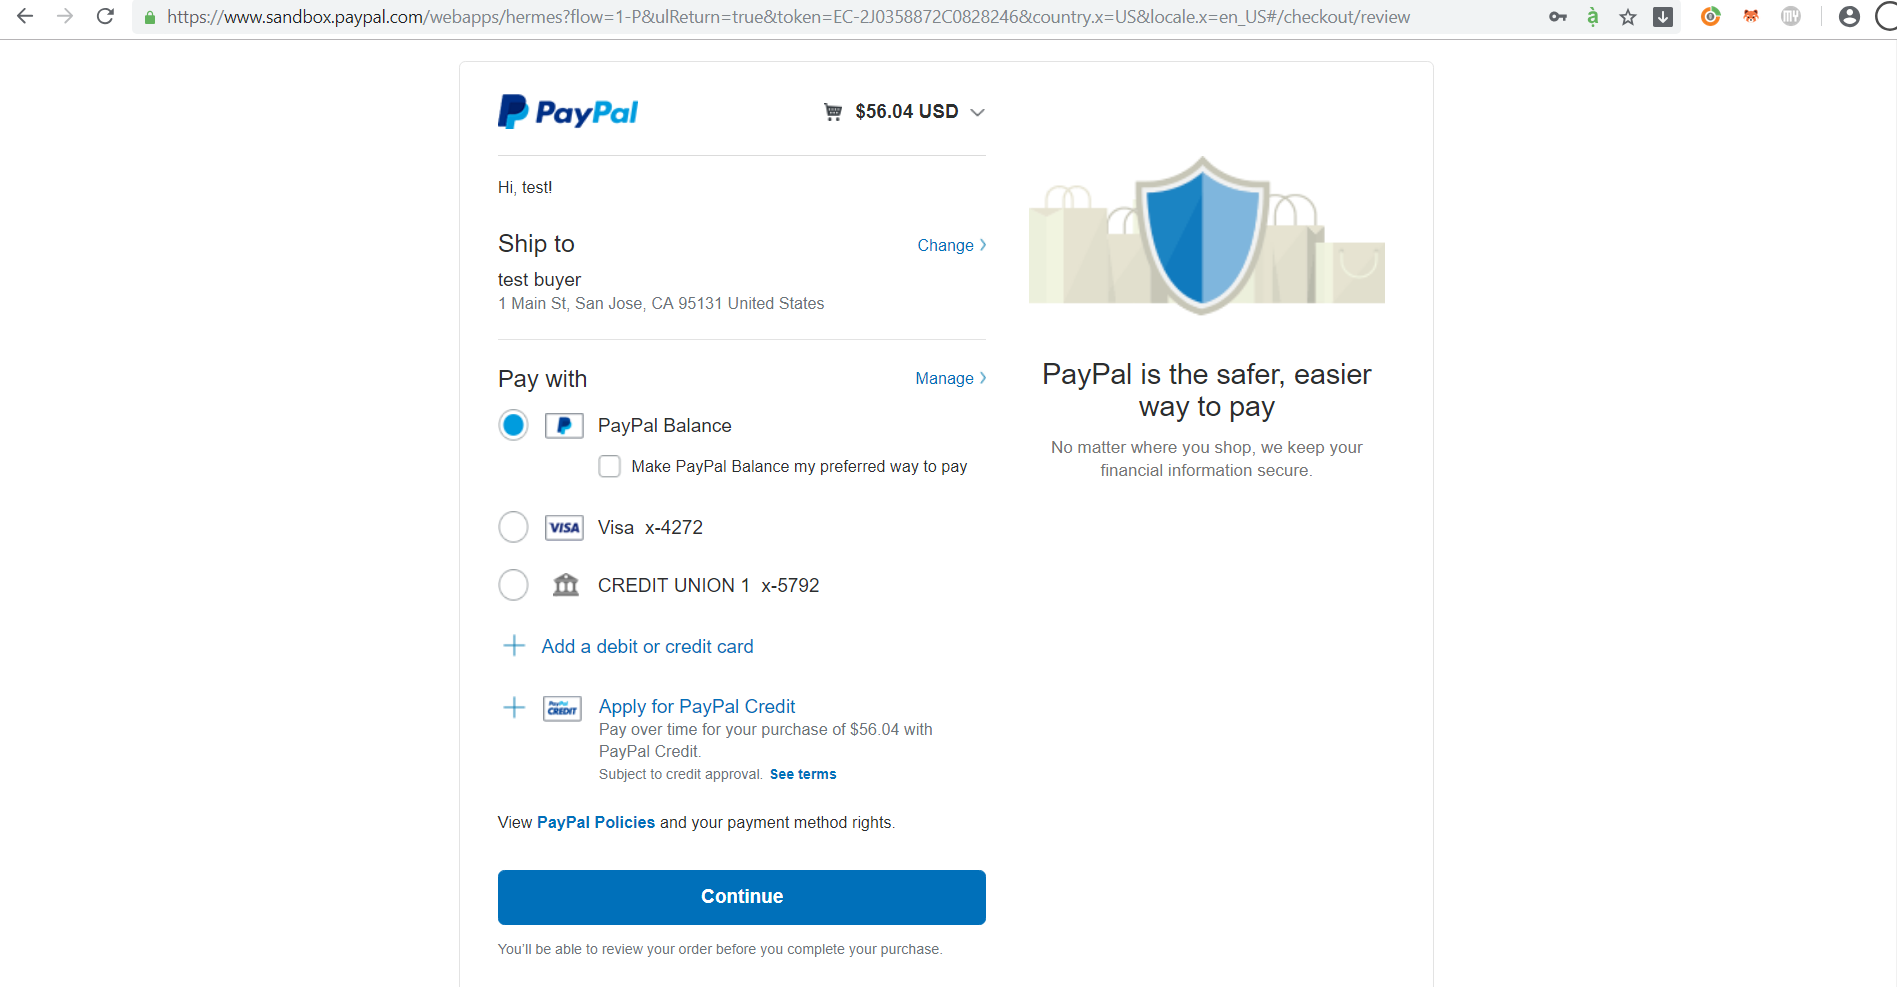 https://www.sandbox.paypal.com/webapps/hermes?flow=1-P&ulReturn=true&token=EC-2J0358872C0828246&country.x=US&locale.x=en_US#/checkout/review
PayPal
$56.04 USD
Hi, test!
Ship to
Change
test buyer
1 Main St, San Jose, CA 95131 United States
Pay with
Manage
PayPal Balance
Make PayPal Balance my preferred way to pay
VISA
Visa x-4272
CREDIT UNION 1 x-5792
Add a debit or credit card
PayPal
CREDIT
Apply for PayPal Credit
Pay over time for your purchase of $56.04 with
PayPal Credit.
Subject to credit approval. See terms
View PayPal Policies and your payment method rights.
Continue
You'll be able to review your order before you complete your purchase.
PayPal is the safer, easier
way to pay
No matter where you shop, we keep your
financial information secure.